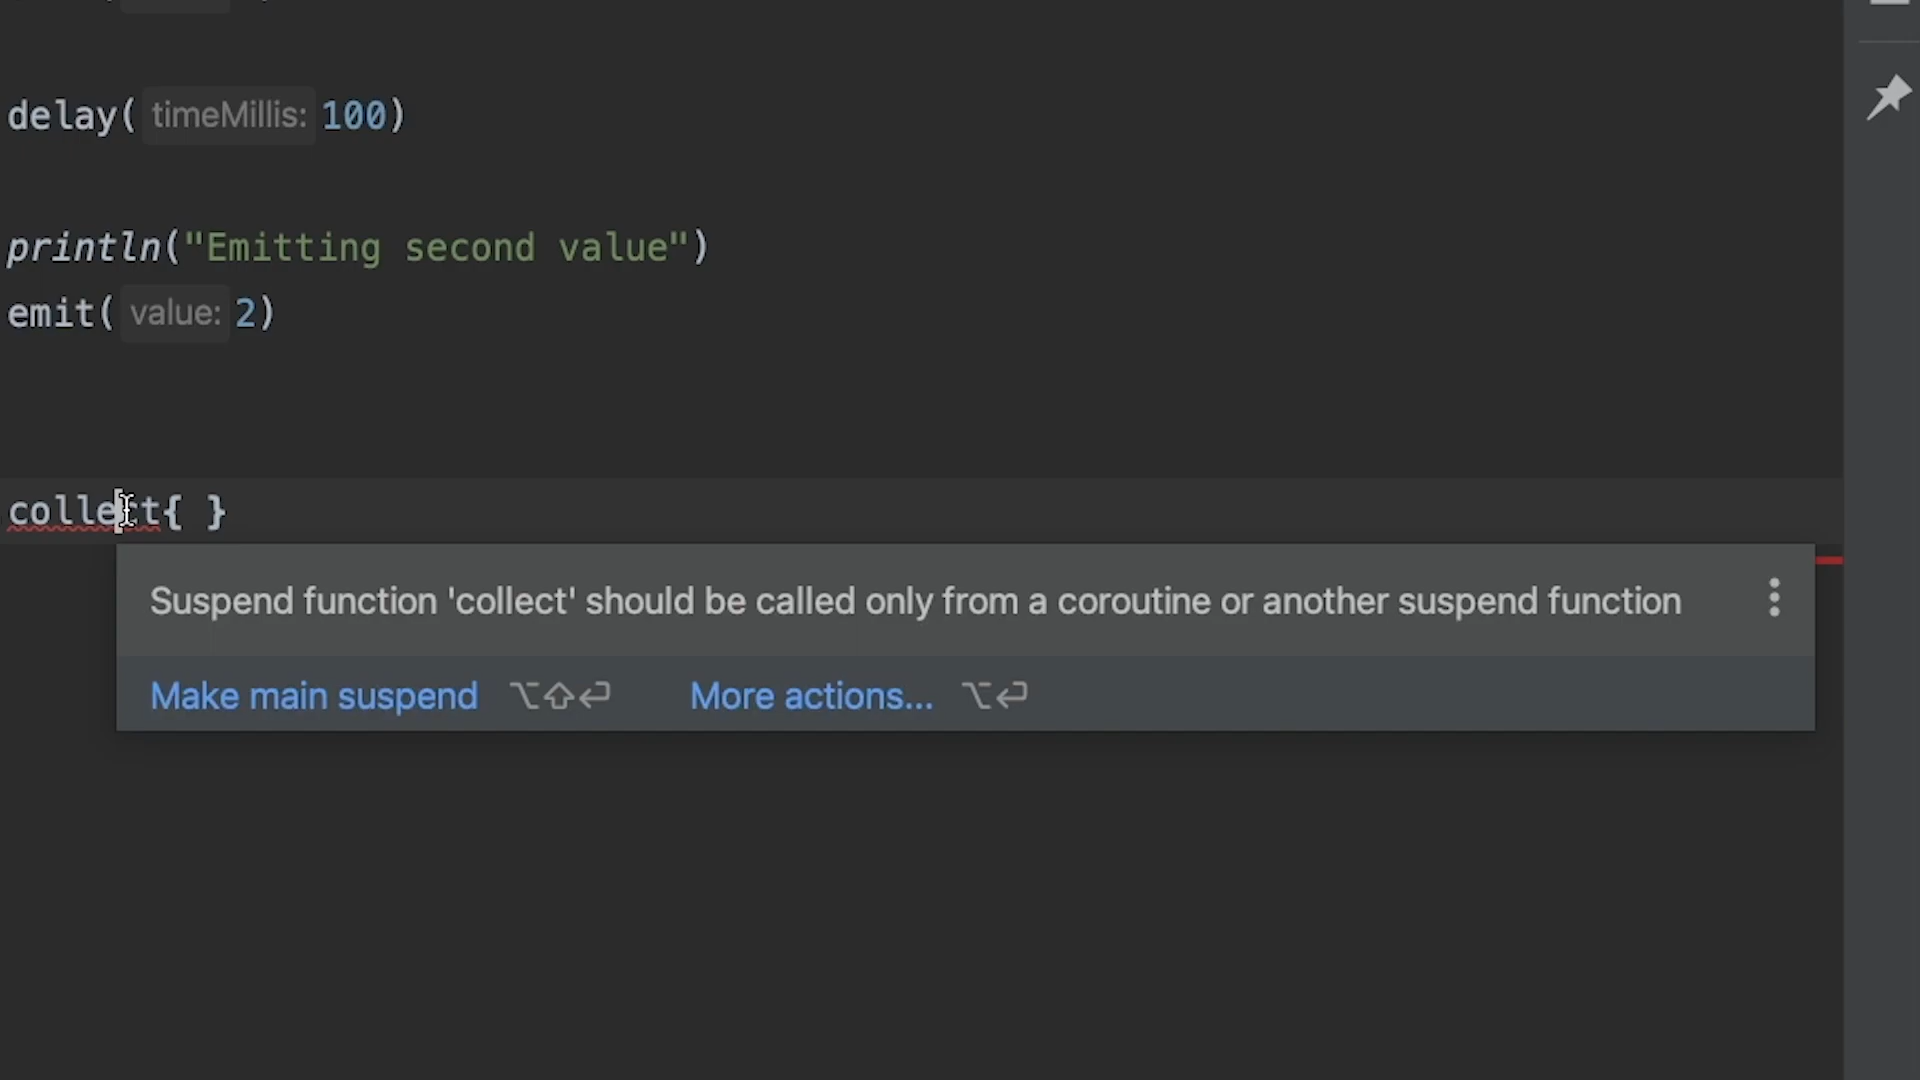 delay( timeMillis: 100)
println("Emitting second value")
emit( value: 2)
collect{ }
Suspend function 'collect' should be called only from a coroutine or another suspend function
Make main suspend ⌥⇧⏎ More actions... ⌥⏎